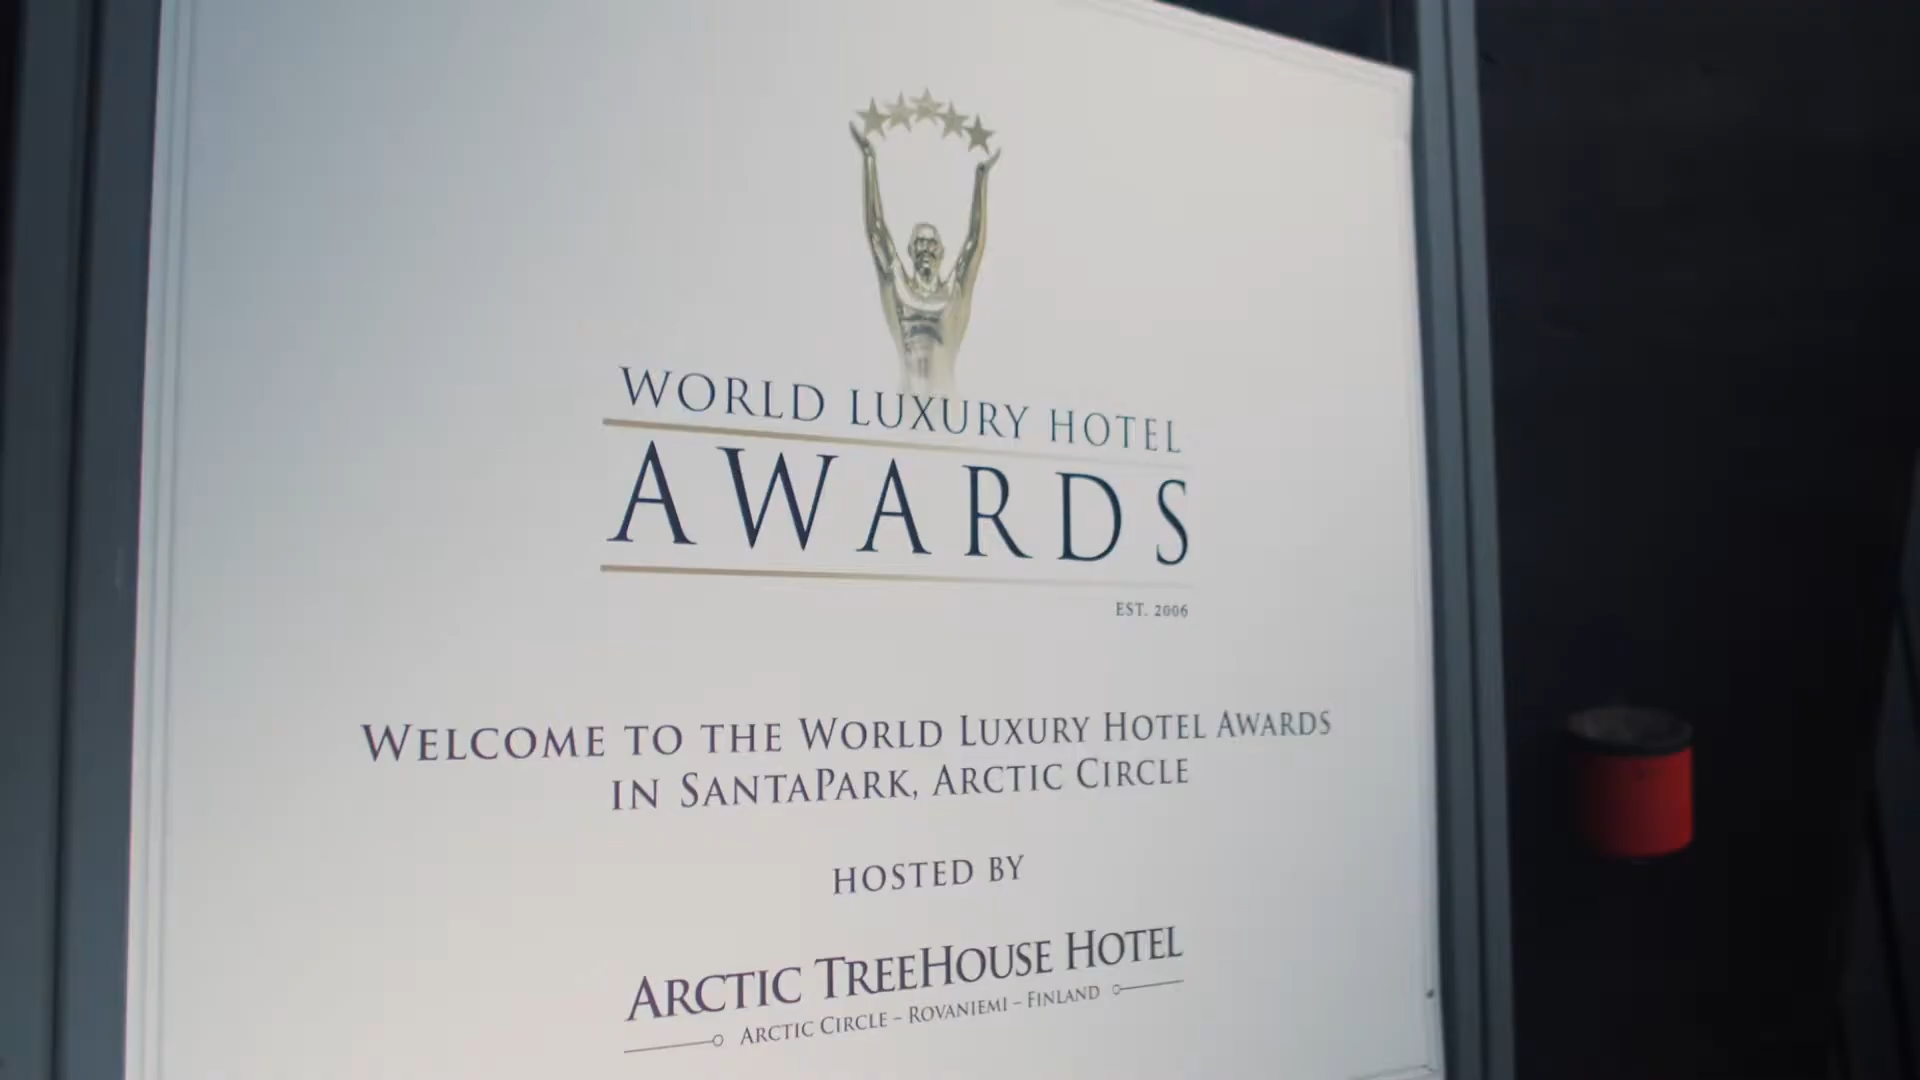 WORLD LUXURY HOTEL
AWARDS
EST. 2006
WELCOME TO THE WORLD LUXURY HOTEL AWARDS
IN SANTAPARK, ARCTIC CIRCLE
HOSTED BY
ARCTIC TREEHOUSE HOTEL
ARCTIC CIRCLE – ROVANIEMI – FINLAND